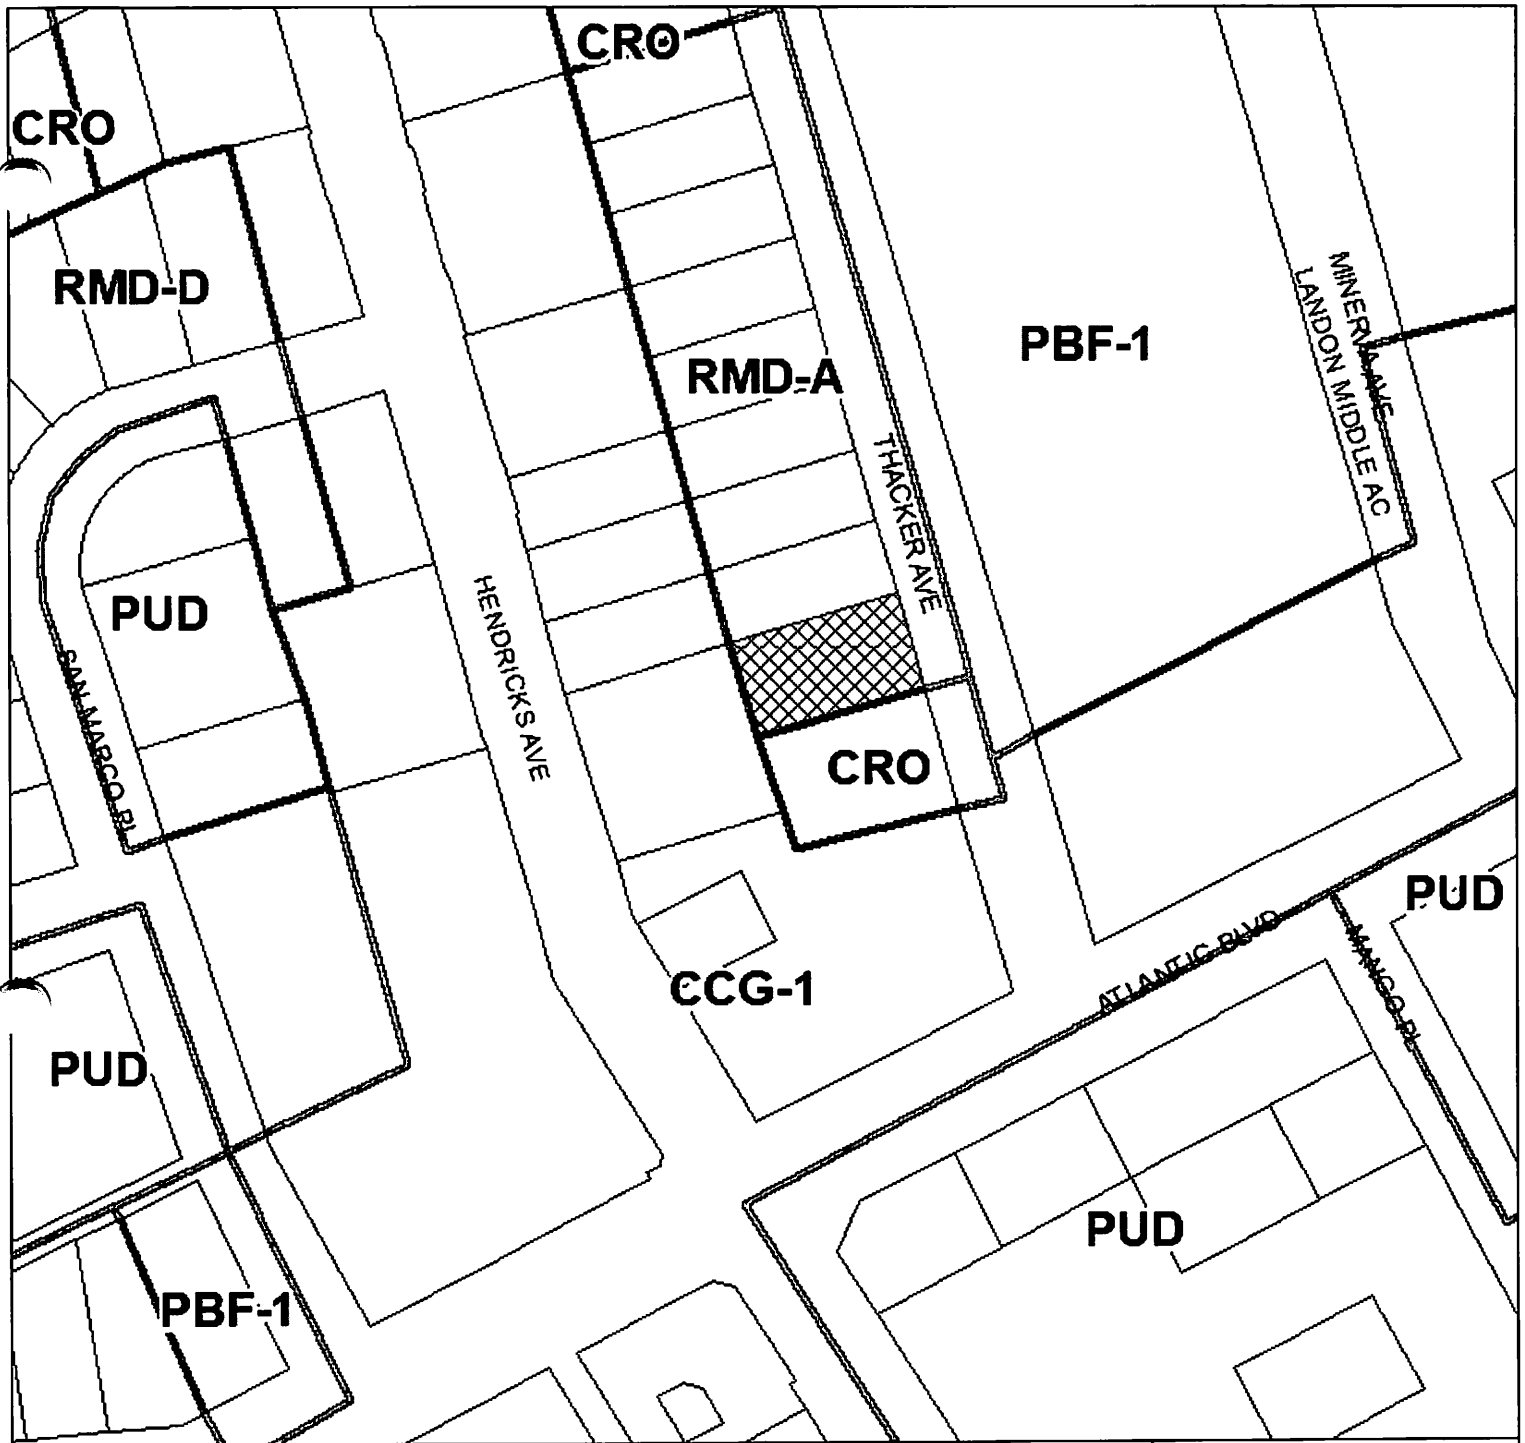 CRO
CRO
RMD-D
PBF-1
MINERVA AVE
LANDON MIDDLE AC
RMD-A
THACKER AVE
PUD
HENDRICKS AVE
SAN MARCO PL
CRO
PUD
ATLANTIC BLVD
MANGO PL
CCG-1
PUD
PUD
PBF-1